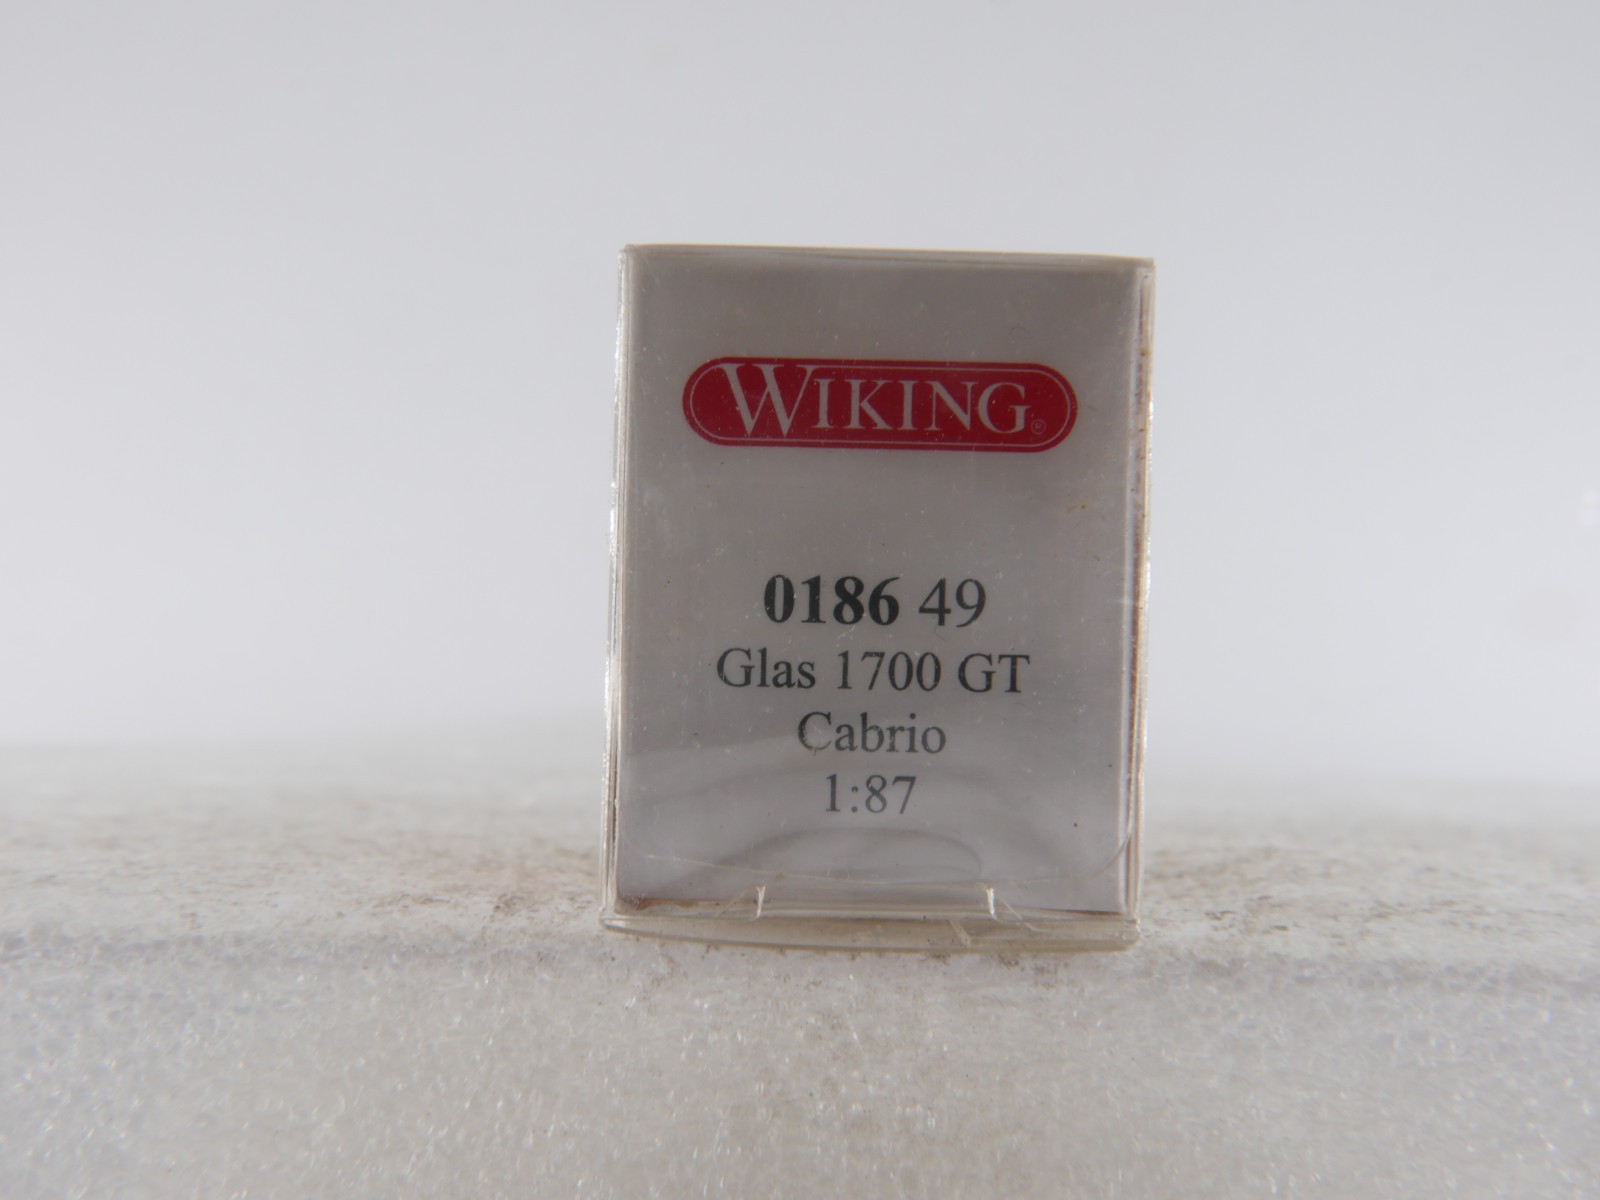 WIKING®
0186 49
Glas 1700 GT
Cabrio
1:87